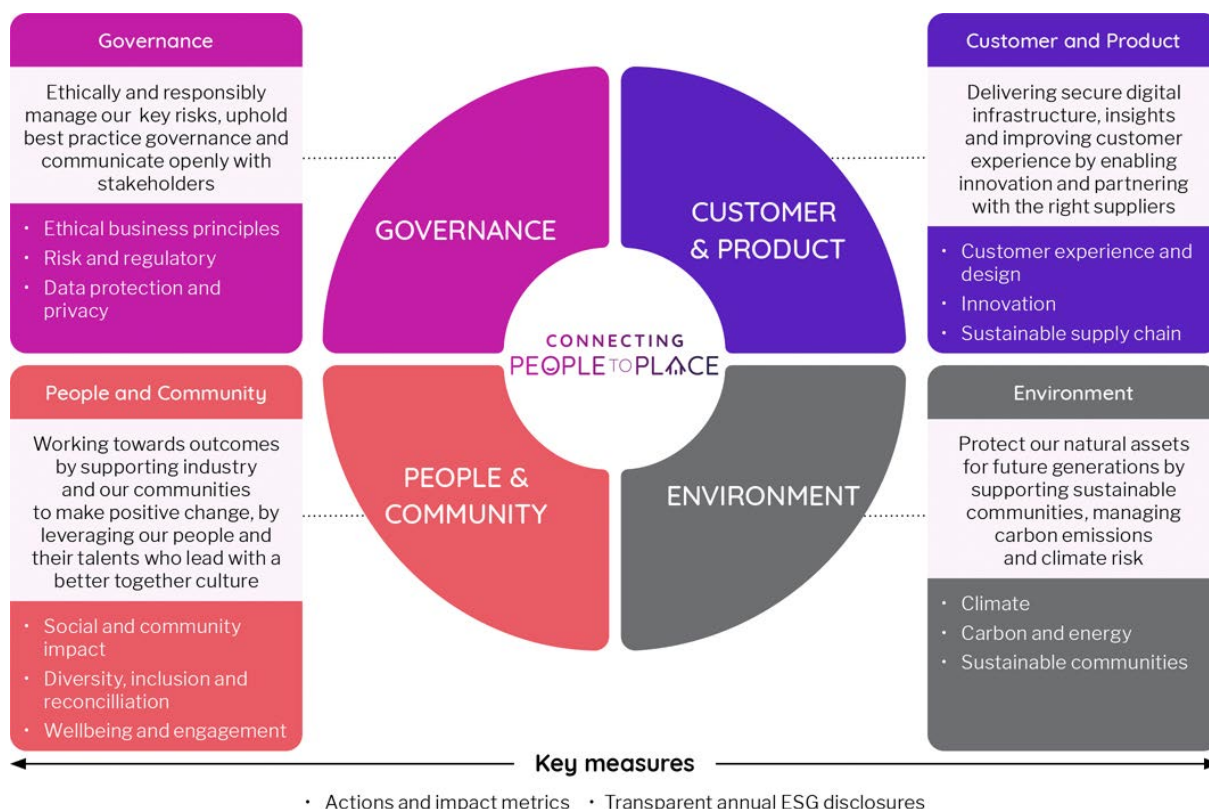 Governance
Ethically and responsibly
manage our key risks, uphold
best practice governance and
communicate openly with
stakeholders
• Ethical business principles
• Risk and regulatory
• Data protection and
privacy
Customer and Product
Delivering secure digital
infrastructure, insights
and improving customer
experience by enabling
innovation and partnering
with the right suppliers
• Customer experience and
design
• Innovation
• Sustainable supply chain
GOVERNANCE
CUSTOMER
& PRODUCT
CONNECTING
PEOPLE TO PLACE
PEOPLE &
COMMUNITY
ENVIRONMENT
People and Community
Working towards outcomes
by supporting industry
and our communities
to make positive change, by
leveraging our people and
their talents who lead with a
better together culture
• Social and community
impact
• Diversity, inclusion and
reconcilliation
• Wellbeing and engagement
Environment
Protect our natural assets
for future generations by
supporting sustainable
communities, managing
carbon emissions
and climate risk
• Climate
• Carbon and energy
• Sustainable communities
Key measures
• Actions and impact metrics • Transparent annual ESG disclosures